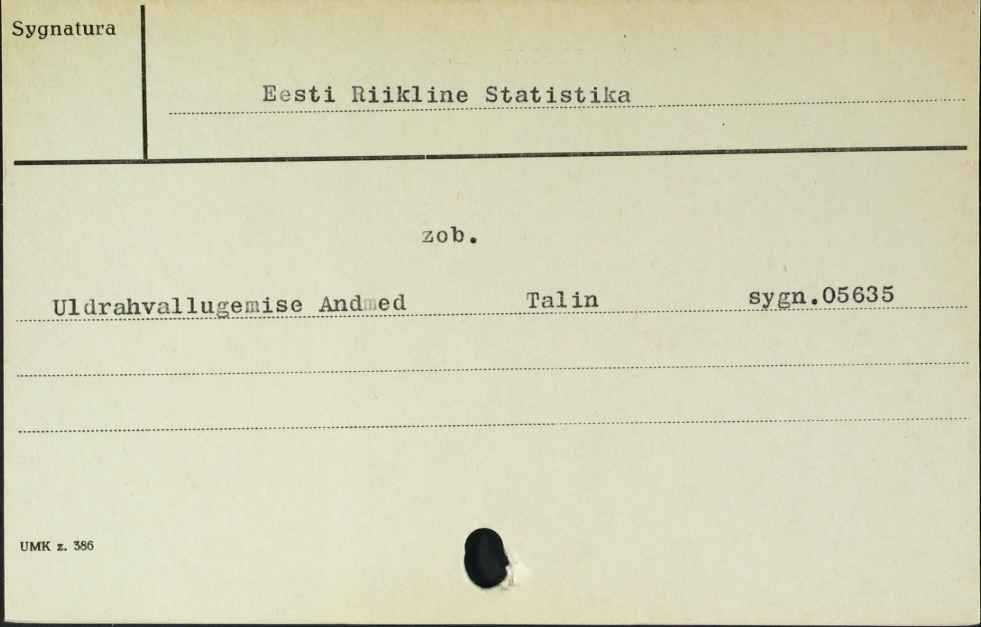 Sygnatura
Eesti Riikline Statistika
zob.
Uldrahvallugemise Andmed Talin sygn.05635
UMK z. 386